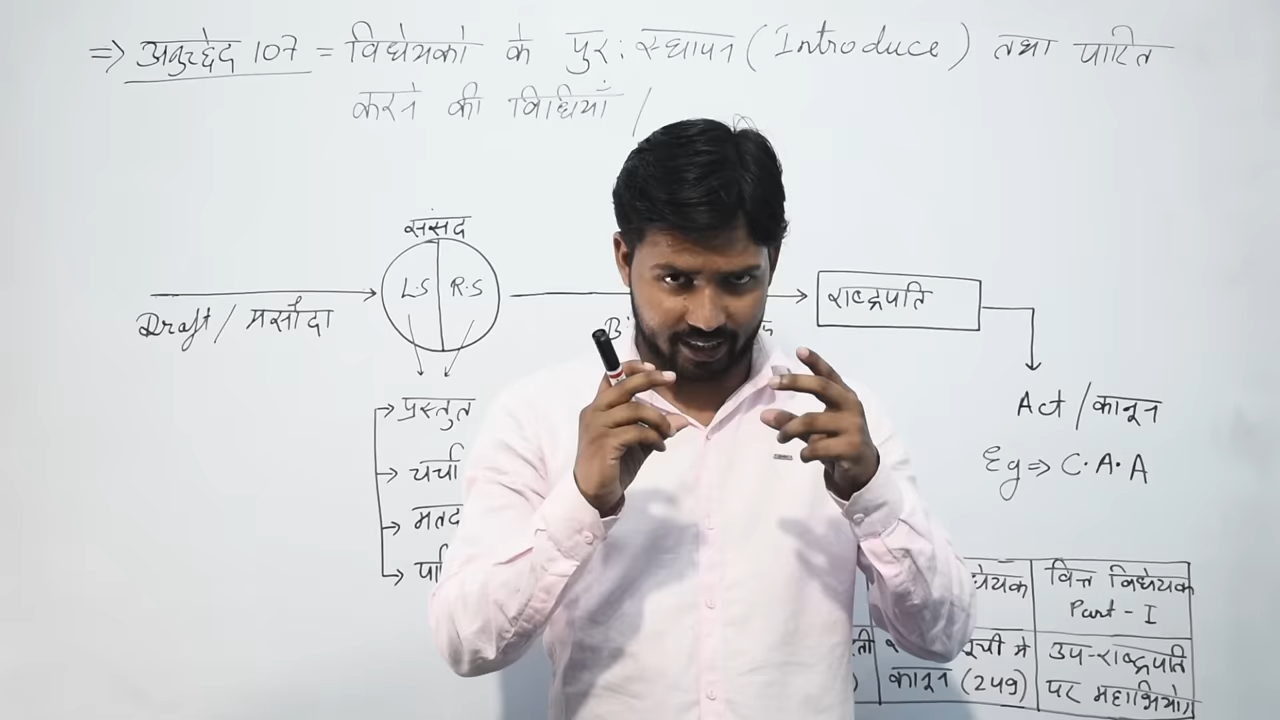 ⇒ अनुच्छेद 107 = विधेयको के पुर: स्थापन (Introduce) तथा पारित
करने की विधियाँ /
संसद
L.S R.S
Draft / मसौदा
राष्ट्रपति
प्रस्तुत
चर्चा
Act / कानून
Eg ⇒ C.A.A
वित्त विधेयक
Part - I
कानून (249)
उप-राष्ट्रपति
पर महाभियोग